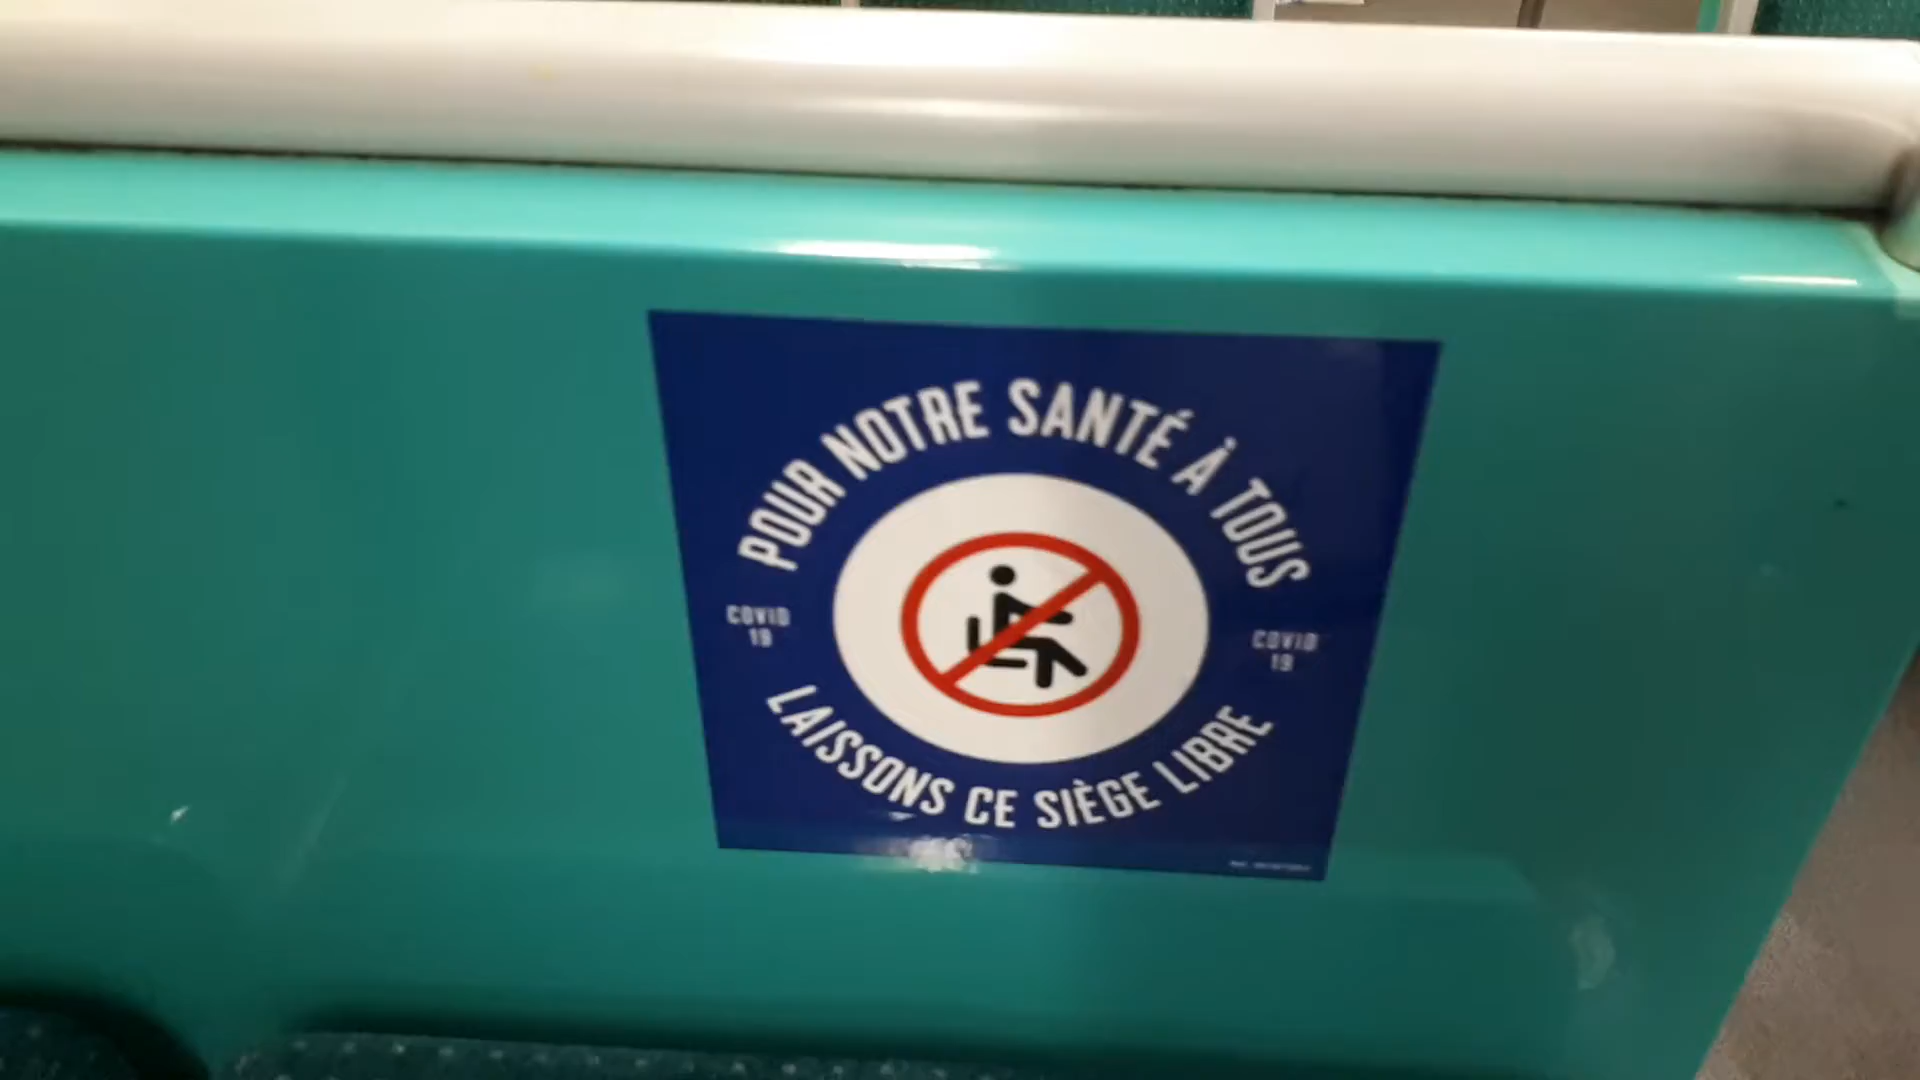 POUR NOTRE SANTÉ À TOUS
COVID
19
COVID
19
LAISSONS CE SIÈGE LIBRE